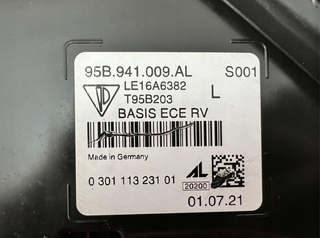 95B.941.009.AL S001
LE16A6382
T95B203 L
BASIS ECE RV
Made in Germany
0 301 113 231 01
AL
20200
01.07.21